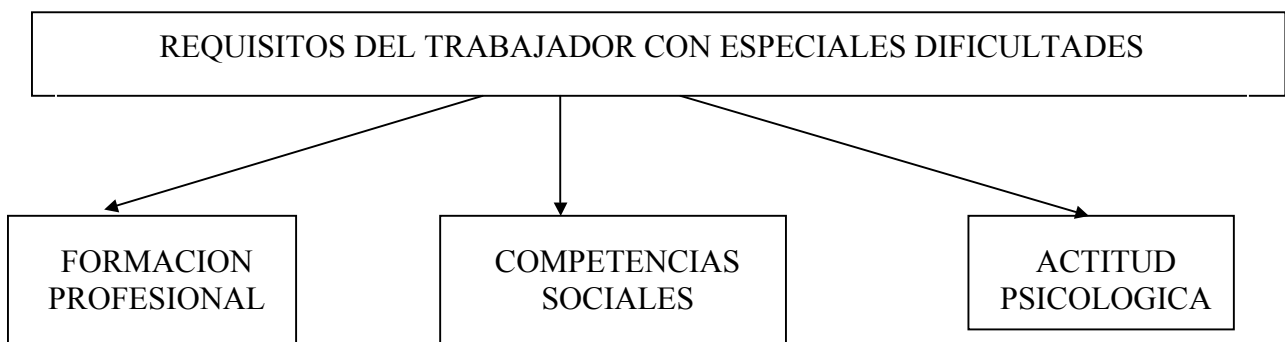 REQUISITOS DEL TRABAJADOR CON ESPECIALES DIFICULTADES
FORMACION
PROFESIONAL
COMPETENCIAS
SOCIALES
ACTITUD
PSICOLOGICA